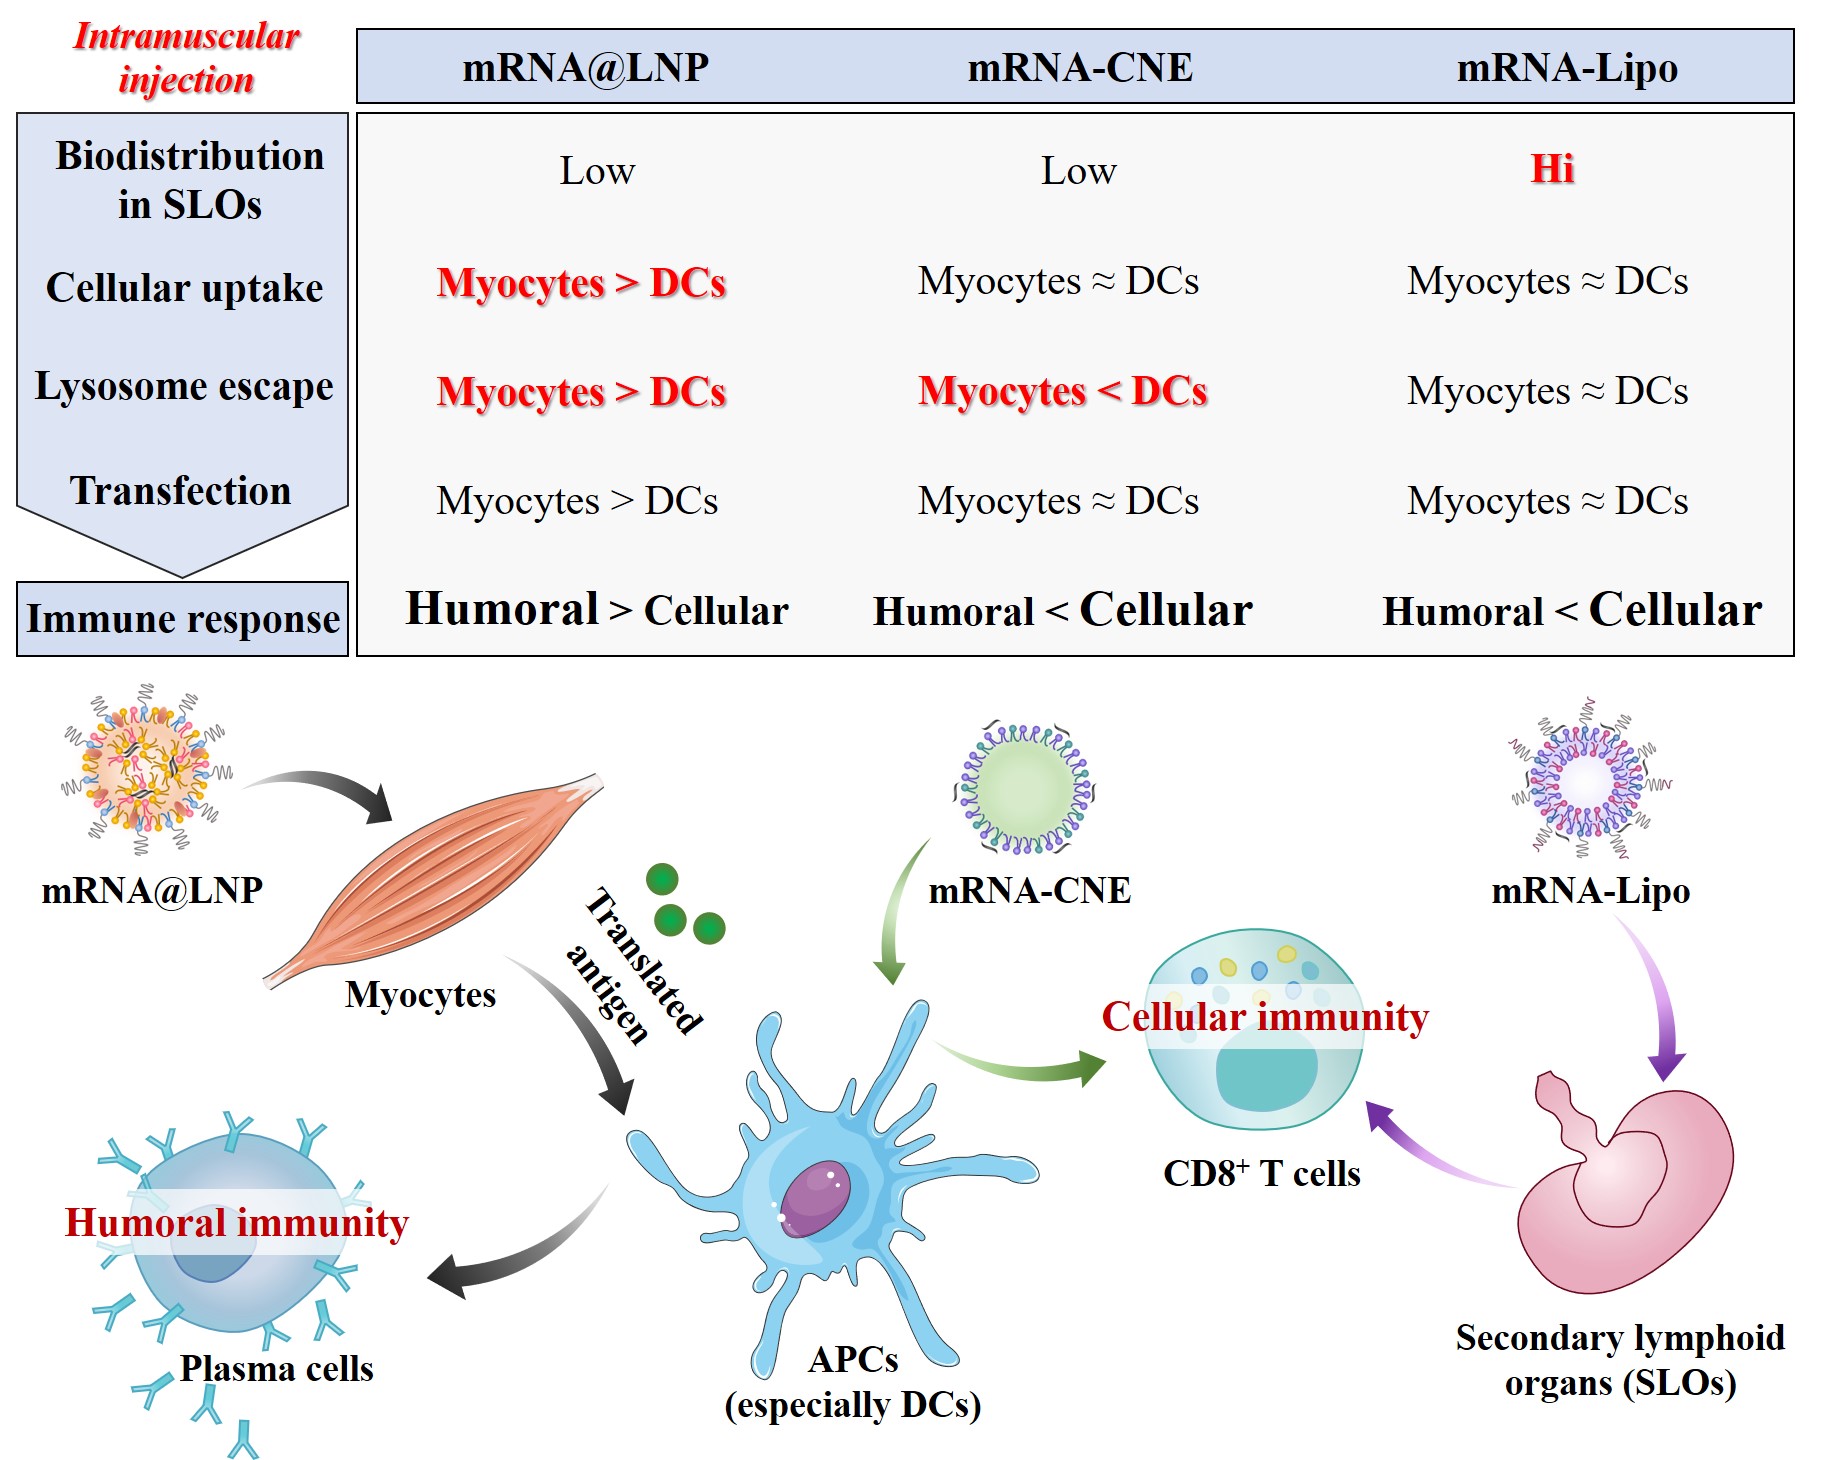 Intramuscular
injection
mRNA@LNP mRNA-CNE mRNA-Lipo
Biodistribution
in SLOs
Low Low Hi
Cellular uptake
Myocytes > DCs Myocytes ≈ DCs Myocytes ≈ DCs
Lysosome escape
Myocytes > DCs Myocytes < DCs Myocytes ≈ DCs
Transfection
Myocytes > DCs Myocytes ≈ DCs Myocytes ≈ DCs
Immune response
Humoral > Cellular Humoral < Cellular Humoral < Cellular
mRNA@LNP
mRNA-CNE
mRNA-Lipo
Myocytes
Translated
antigen
Cellular immunity
CD8⁺ T cells
Humoral immunity
Plasma cells
APCs
(especially DCs)
Secondary lymphoid
organs (SLOs)